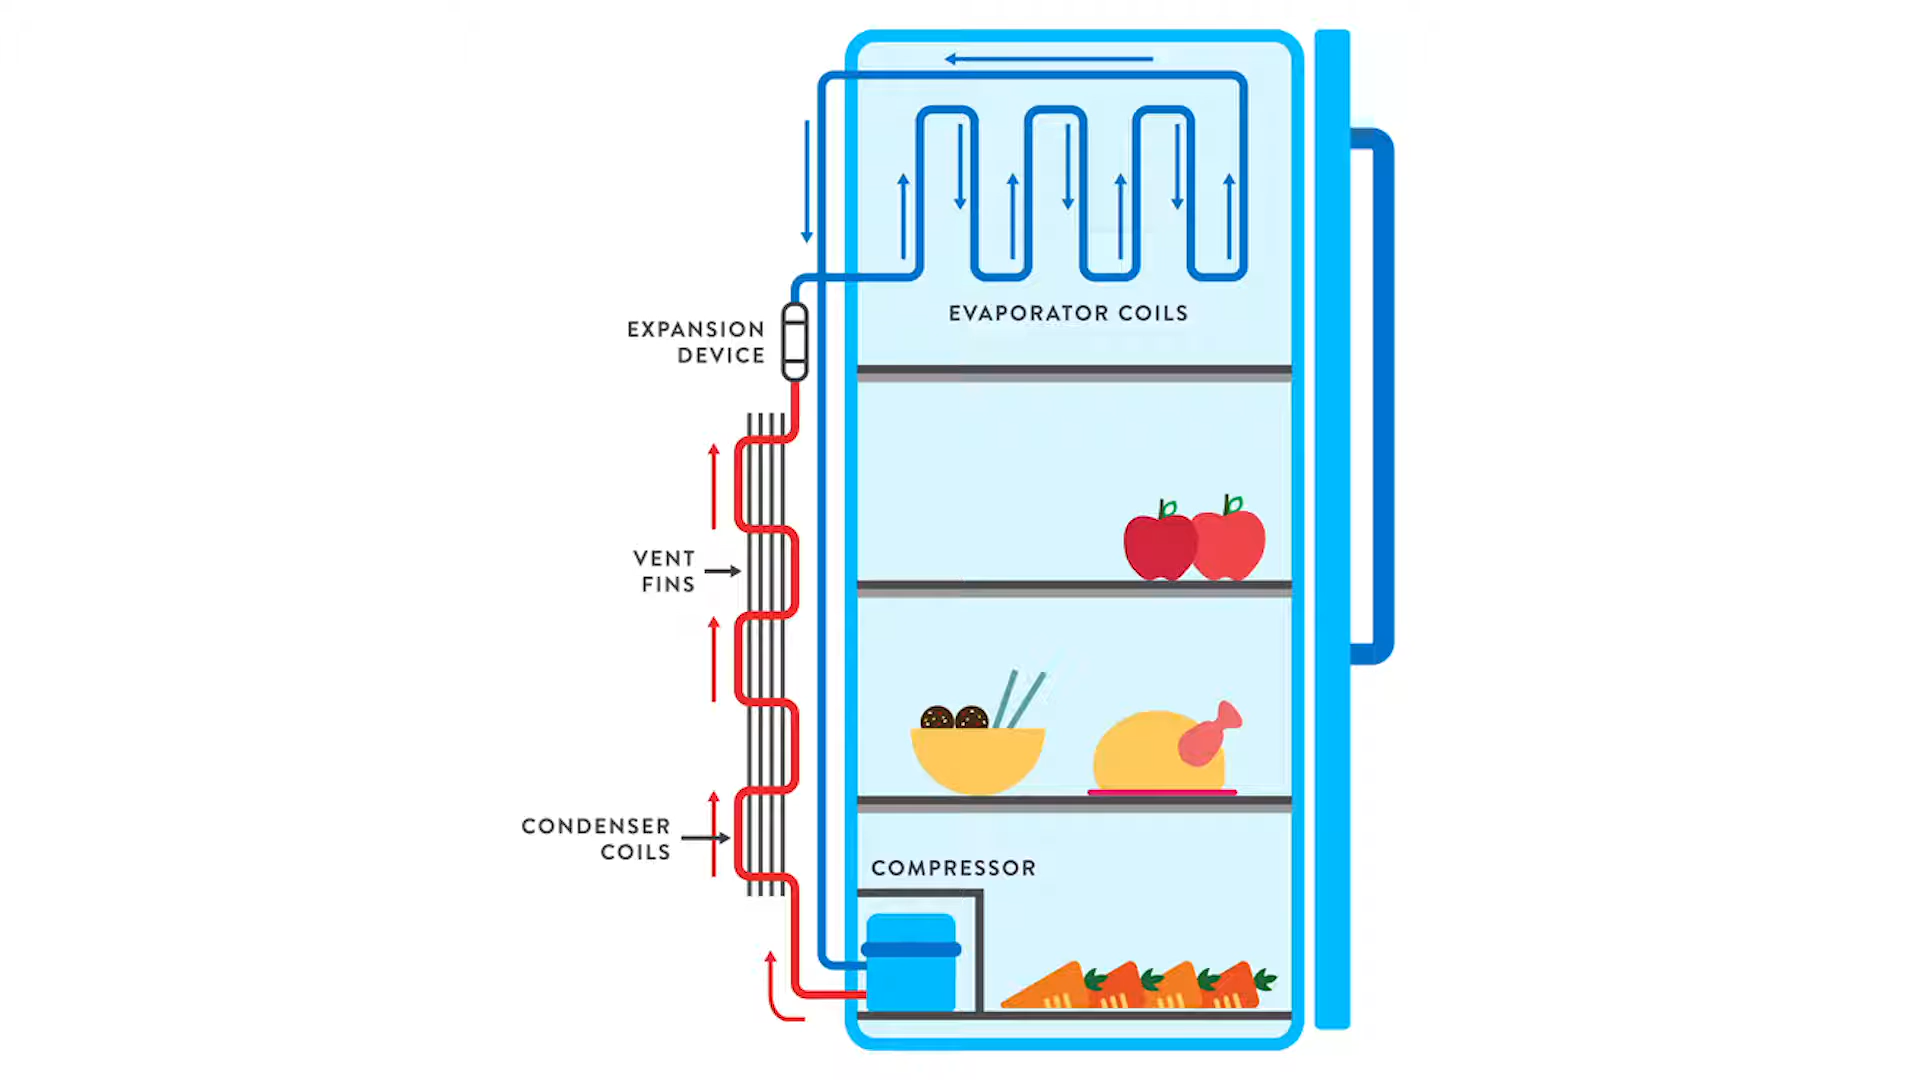 EVAPORATOR COILS
EXPANSION
DEVICE
VENT
FINS
CONDENSER
COILS
COMPRESSOR